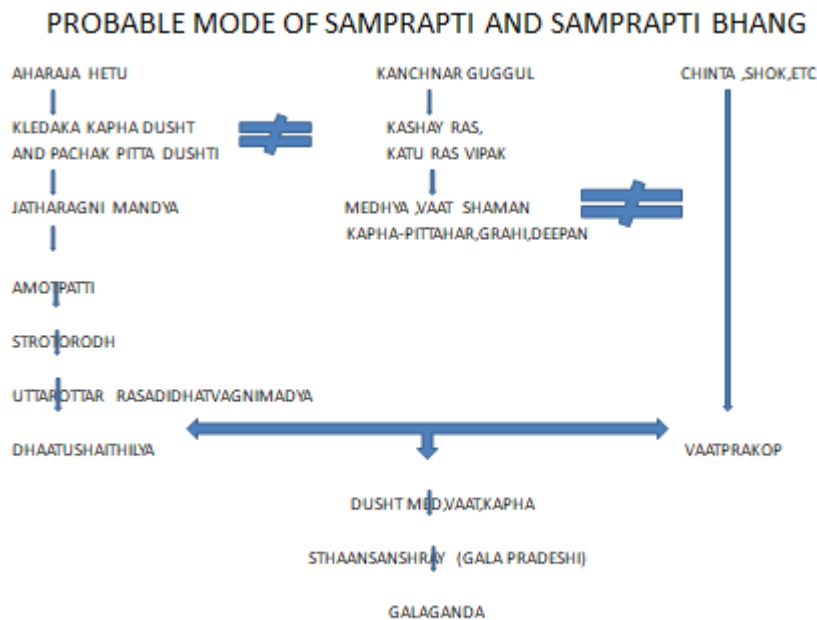 PROBABLE MODE OF SAMPRAPTI AND SAMPRAPTI BHANG
AHARAJA HETU
KLEDAKA KAPHA DUSHT
AND PACHAK PITTA DUSHTI
JATHARAGNI MANDYA
AMOTPATTI
STROTORODH
UTTAROTTAR RASADIDHATVAGNIMADYA
DHAATUSHAITHILYA
KANCHNAR GUGGUL
KASHAY RAS,
KATU RAS VIPAK
MEDHYA ,VAAT SHAMAN
KAPHA-PITTAHAR,GRAHI,DEEPAN
CHINTA ,SHOK,ETC
VAATPRAKOP
DUSHT MED,VAAT,KAPHA
STHAANSANSHRAY (GALA PRADESHI)
GALAGANDA